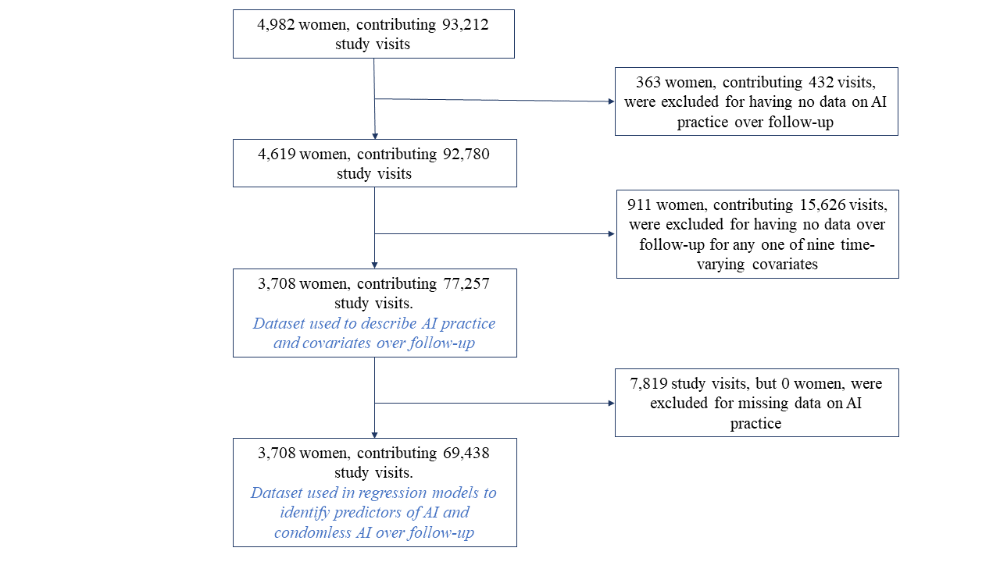 4,982 women, contributing 93,212
study visits
363 women, contributing 432 visits,
were excluded for having no data on AI
practice over follow-up
4,619 women, contributing 92,780
study visits
911 women, contributing 15,626 visits,
were excluded for having no data over
follow-up for any one of nine time-
varying covariates
3,708 women, contributing 77,257
study visits.
Dataset used to describe AI practice
and covariates over follow-up
7,819 study visits, but 0 women, were
excluded for missing data on AI
practice
3,708 women, contributing 69,438
study visits.
Dataset used in regression models to
identify predictors of AI and
condomless AI over follow-up